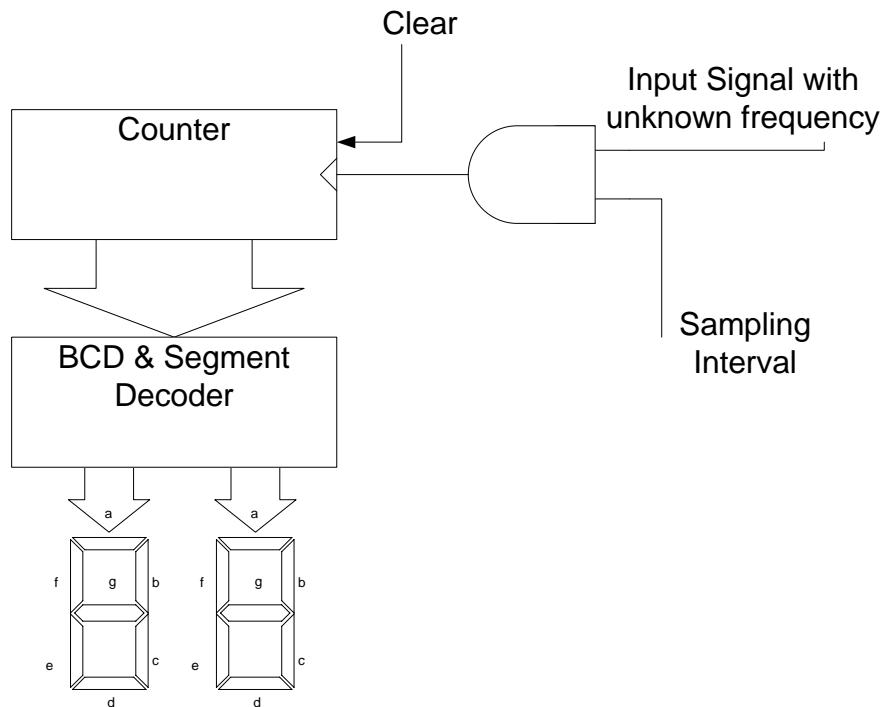 Clear
Input Signal with
unknown frequency
Counter
Sampling
Interval
BCD & Segment
Decoder
a
a
f
g
b
f
g
b
e
c
e
c
d
d